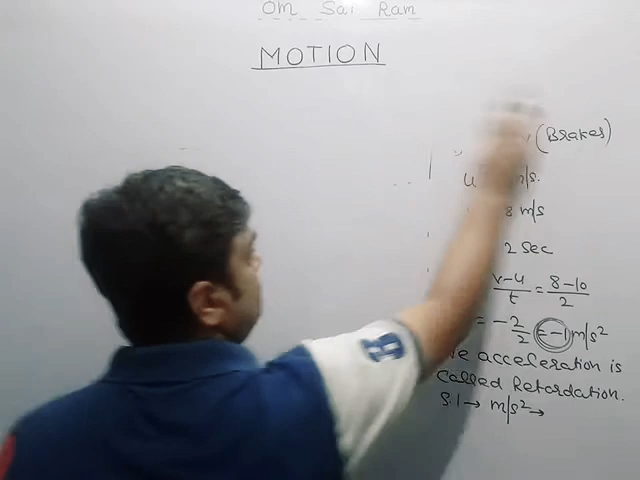 Om Sai Ram
MOTION
(Brakes)
u m/s.
8 m/s
2 Sec
v-u/t = 8-10/2
= -2/2 = -1 m/s²
ve acceleration is
called Retardation.
S.I → m/s² →
H